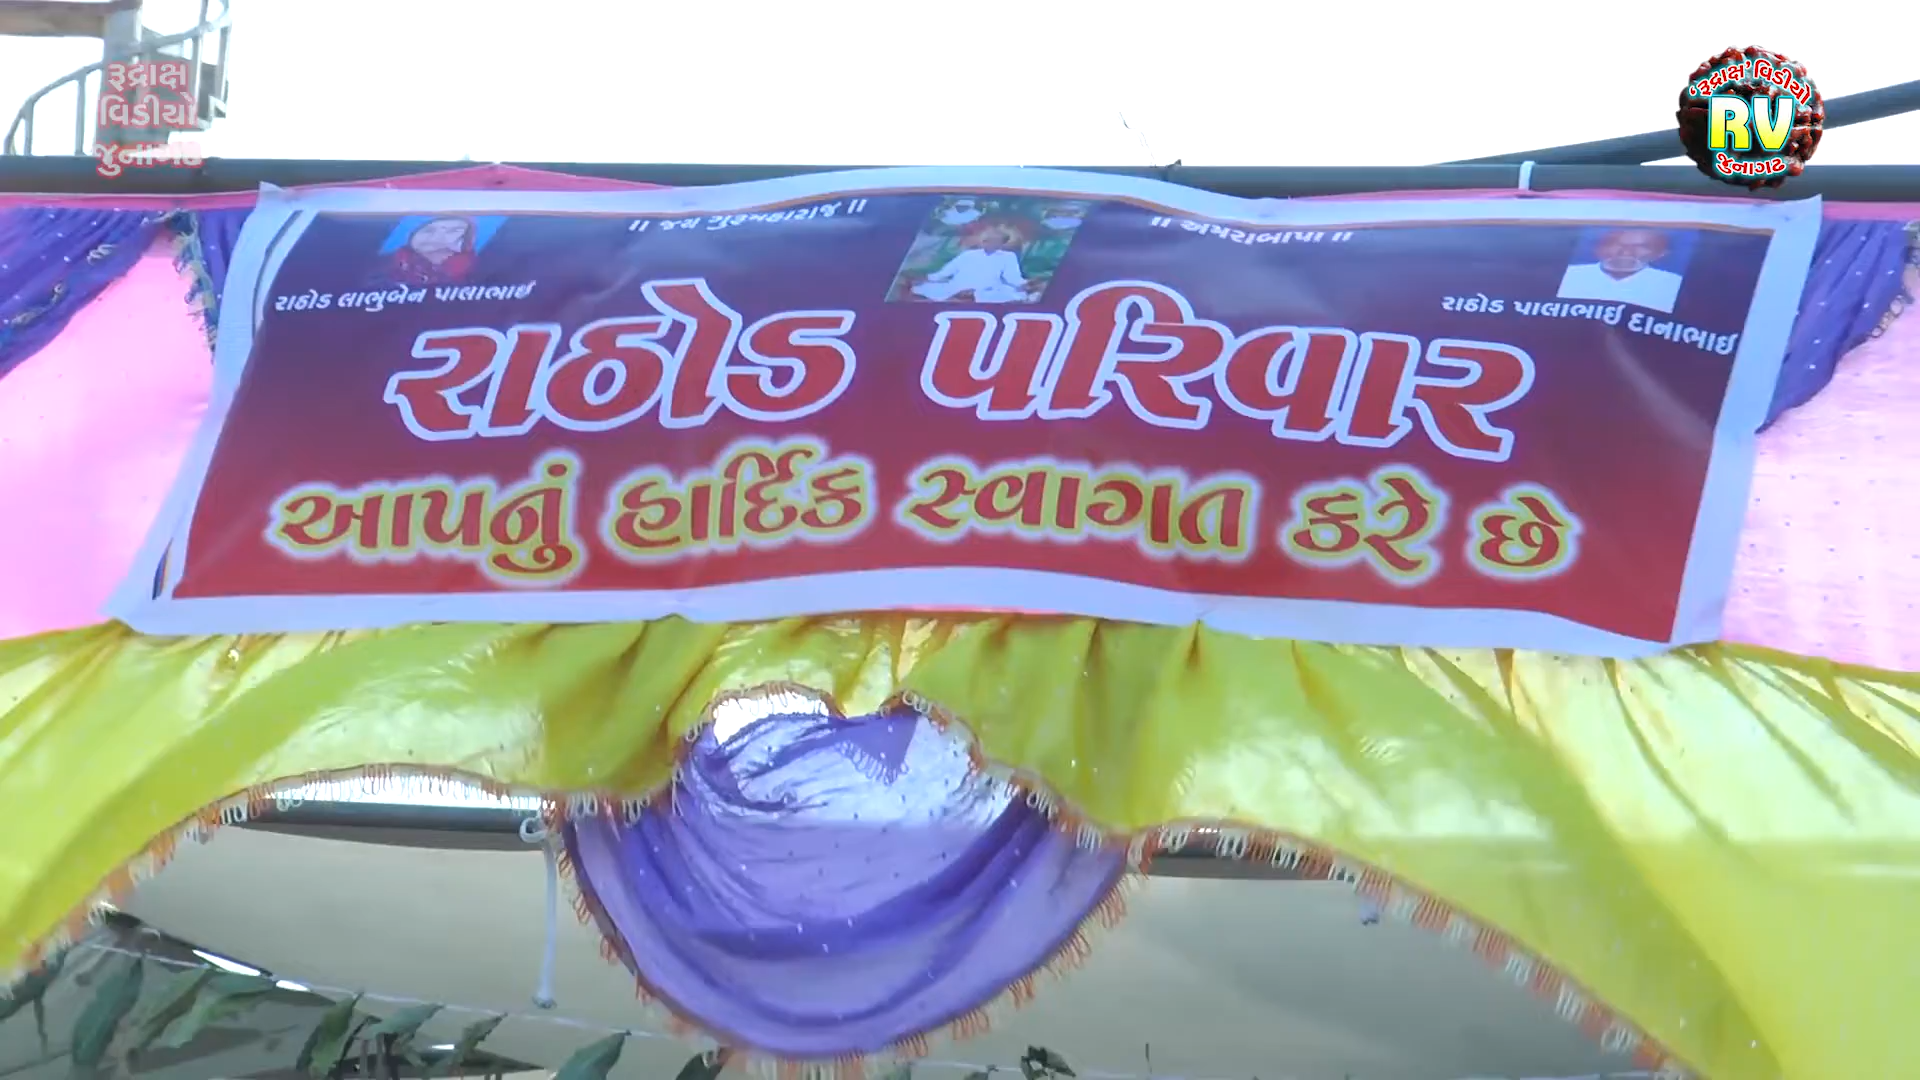 રૂદ્રાક્ષ
વિડીયો
જુનાગઢ
'રૂદ્રાક્ષ' વિડીયો
RV
જુનાગઢ
॥ જય ગુરૂમહારાજ ॥
॥ અમરાબાપા ॥
રાઠોડ લાભુબેન પાલાભાઈ
રાઠોડ પાલાભાઈ દાનાભાઈ
રાઠોડ પરિવાર
આપનું હાર્દિક સ્વાગત કરે છે